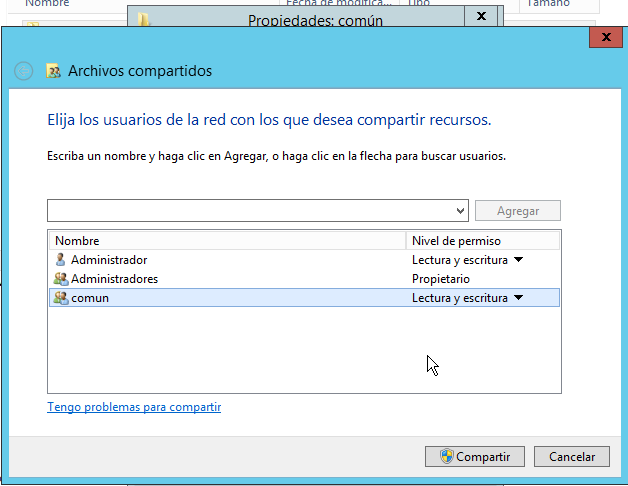 Nombre Fecha de modifica... Tipo Tamaño
Propiedades: común x
x
Archivos compartidos
Elija los usuarios de la red con los que desea compartir recursos.
Escriba un nombre y haga clic en Agregar, o haga clic en la flecha para buscar usuarios.
Agregar
Nombre Nivel de permiso
Administrador Lectura y escritura
Administradores Propietario
comun Lectura y escritura
Tengo problemas para compartir
Compartir Cancelar